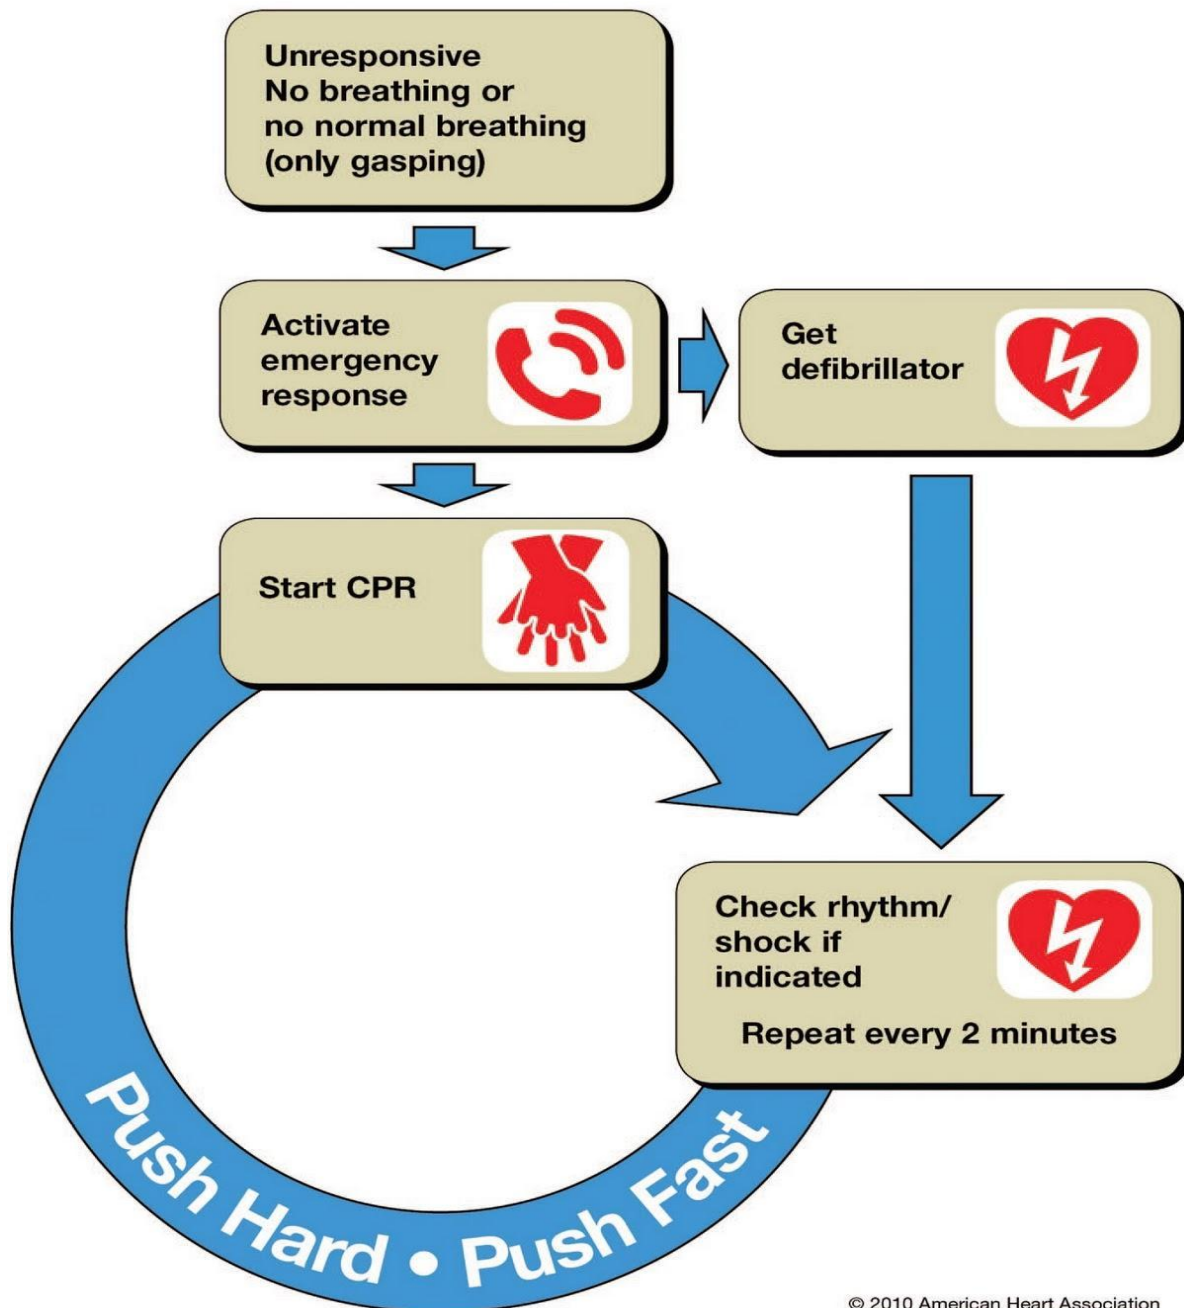 Unresponsive
No breathing or
no normal breathing
(only gasping)
Activate
emergency
response
Get
defibrillator
Start CPR
Check rhythm/
shock if
indicated
Repeat every 2 minutes
Push Hard • Push Fast
© 2010 American Heart Association